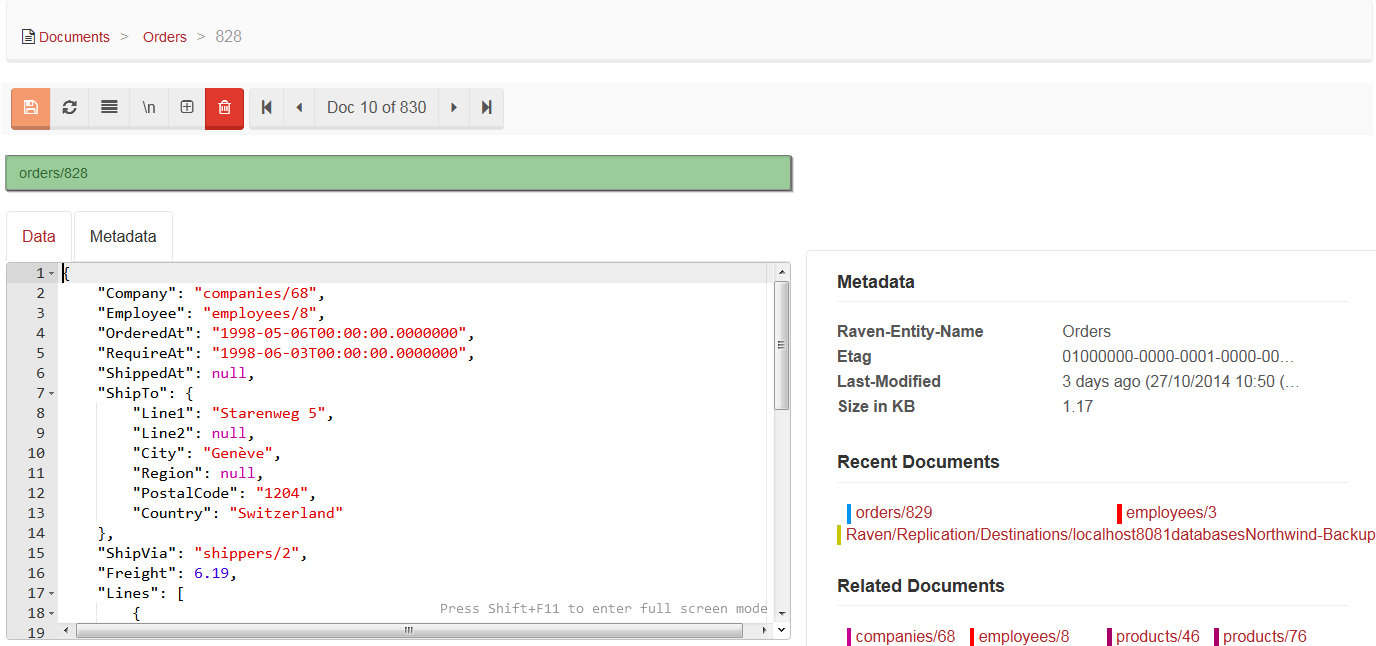 Documents > Orders > 828
\n Doc 10 of 830
orders/828
Data Metadata
1 {
2 "Company": "companies/68",
3 "Employee": "employees/8",
4 "OrderedAt": "1998-05-06T00:00:00.0000000",
5 "RequireAt": "1998-06-03T00:00:00.0000000",
6 "ShippedAt": null,
7 "ShipTo": {
8 "Line1": "Starenweg 5",
9 "Line2": null,
10 "City": "Genève",
11 "Region": null,
12 "PostalCode": "1204",
13 "Country": "Switzerland"
14 },
15 "ShipVia": "shippers/2",
16 "Freight": 6.19,
17 "Lines": [
18 {
19
Press Shift+F11 to enter full screen mode
Metadata
Raven-Entity-Name Orders
Etag 01000000-0000-0001-0000-00...
Last-Modified 3 days ago (27/10/2014 10:50 (...
Size in KB 1.17
Recent Documents
orders/829 employees/3
Raven/Replication/Destinations/localhost8081databasesNorthwind-Backup
Related Documents
companies/68 employees/8 products/46 products/76